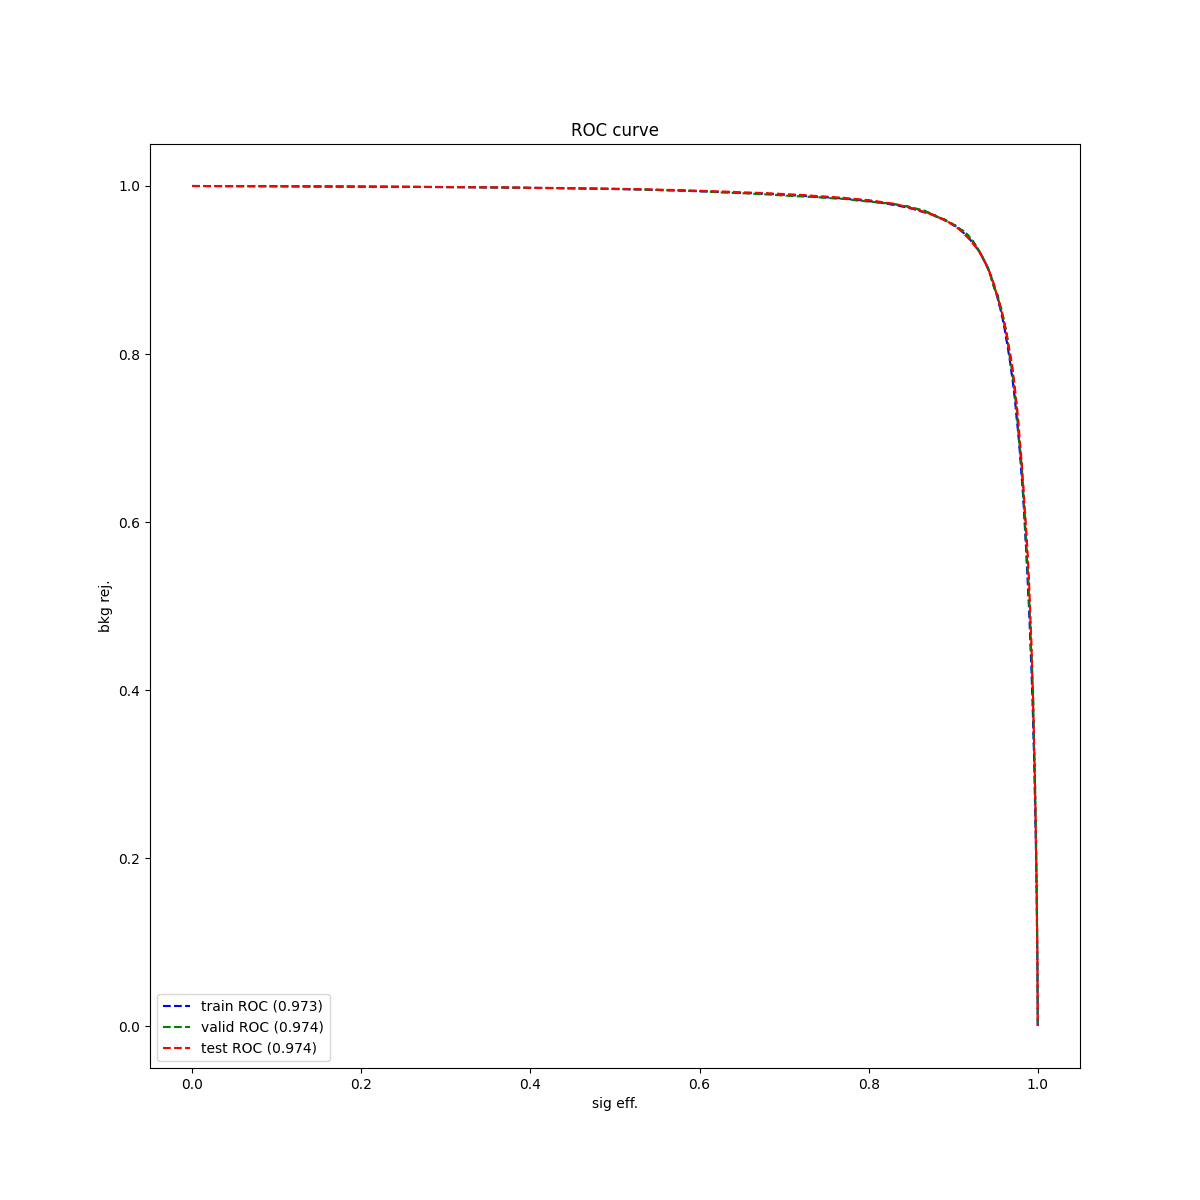 ROC curve
1.0
0.8
0.6
0.4
0.2
0.0
bkg rej.
train ROC (0.973)
valid ROC (0.974)
test ROC (0.974)
0.0 0.2 0.4 0.6 0.8 1.0
sig eff.